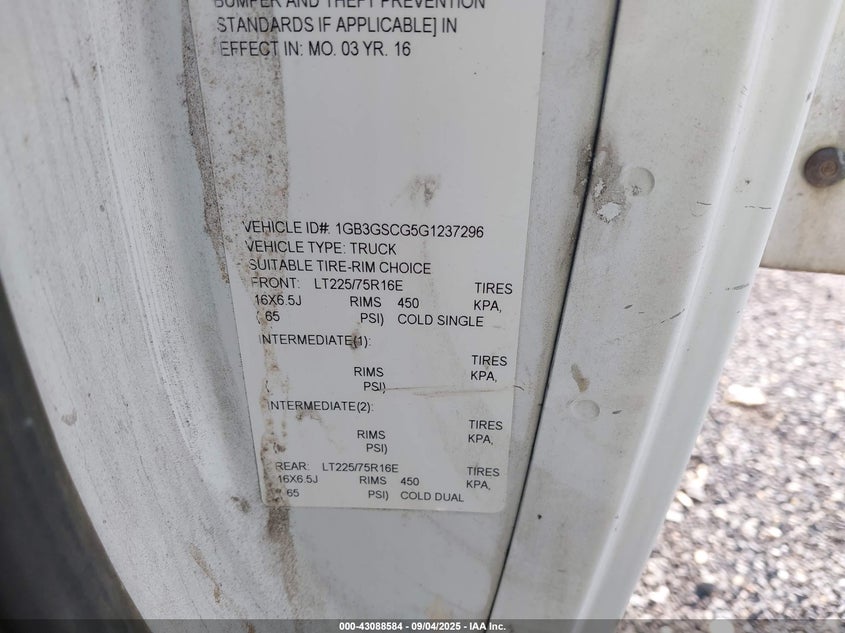 BUMPER AND THEFT PREVENTION
STANDARDS IF APPLICABLE] IN
EFFECT IN: MO. 03 YR. 16
VEHICLE ID#: 1GB3GSCG5G1237296
VEHICLE TYPE: TRUCK
SUITABLE TIRE-RIM CHOICE
FRONT: LT225/75R16E TIRES
16X6.5J RIMS 450 KPA,
( 65 PSI) COLD SINGLE
INTERMEDIATE(1):
TIRES
RIMS KPA,
( PSI)
INTERMEDIATE(2):
TIRES
RIMS KPA,
PSI)
REAR: LT225/75R16E TIRES
16X6.5J RIMS 450 KPA,
65 PSI) COLD DUAL
000-43088584 - 09/04/2025 - IAA Inc.